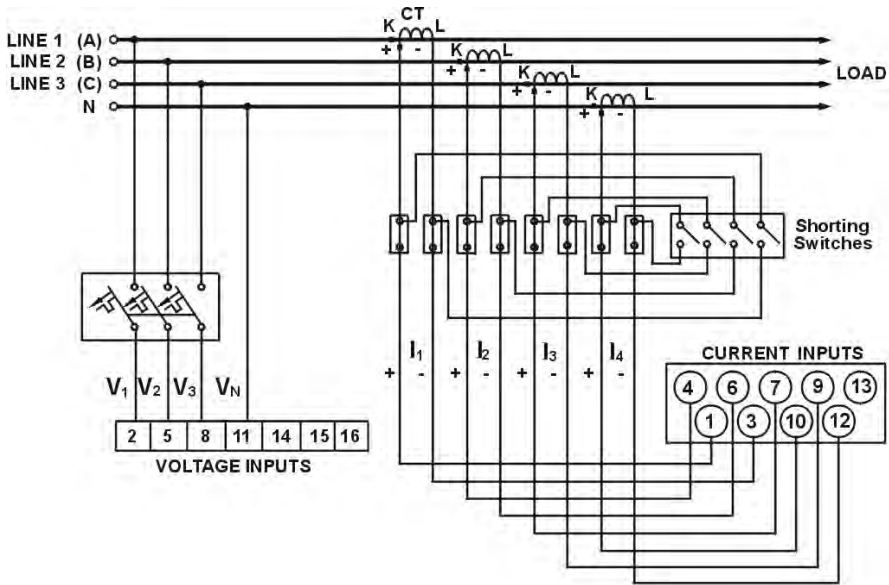 CT
K L
LINE 1 (A)
+ -
K L
LINE 2 (B)
+ -
K L
LINE 3 (C)
+ -
LOAD
K L
N
+ -
Shorting
Switches
I1 I2 I3 I4
+ - + - + - + -
CURRENT INPUTS
4 6 7 9 13
1 3 10 12
V1 V2 V3 VN
2 5 8 11 14 15 16
VOLTAGE INPUTS